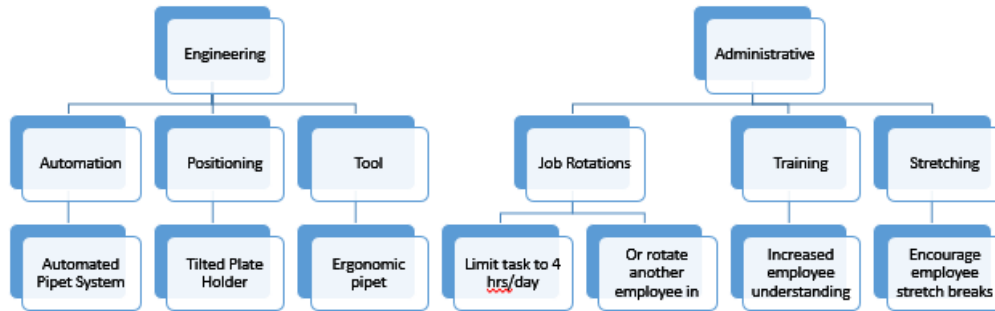 Engineering
Administrative
Automation
Positioning
Tool
Job Rotations
Training
Stretching
Automated
Pipet System
Tilted Plate
Holder
Ergonomic
pipet
Limit task to 4
hrs/day
Or rotate
another
employee in
Increased
employee
understanding
Encourage
employee
stretch breaks